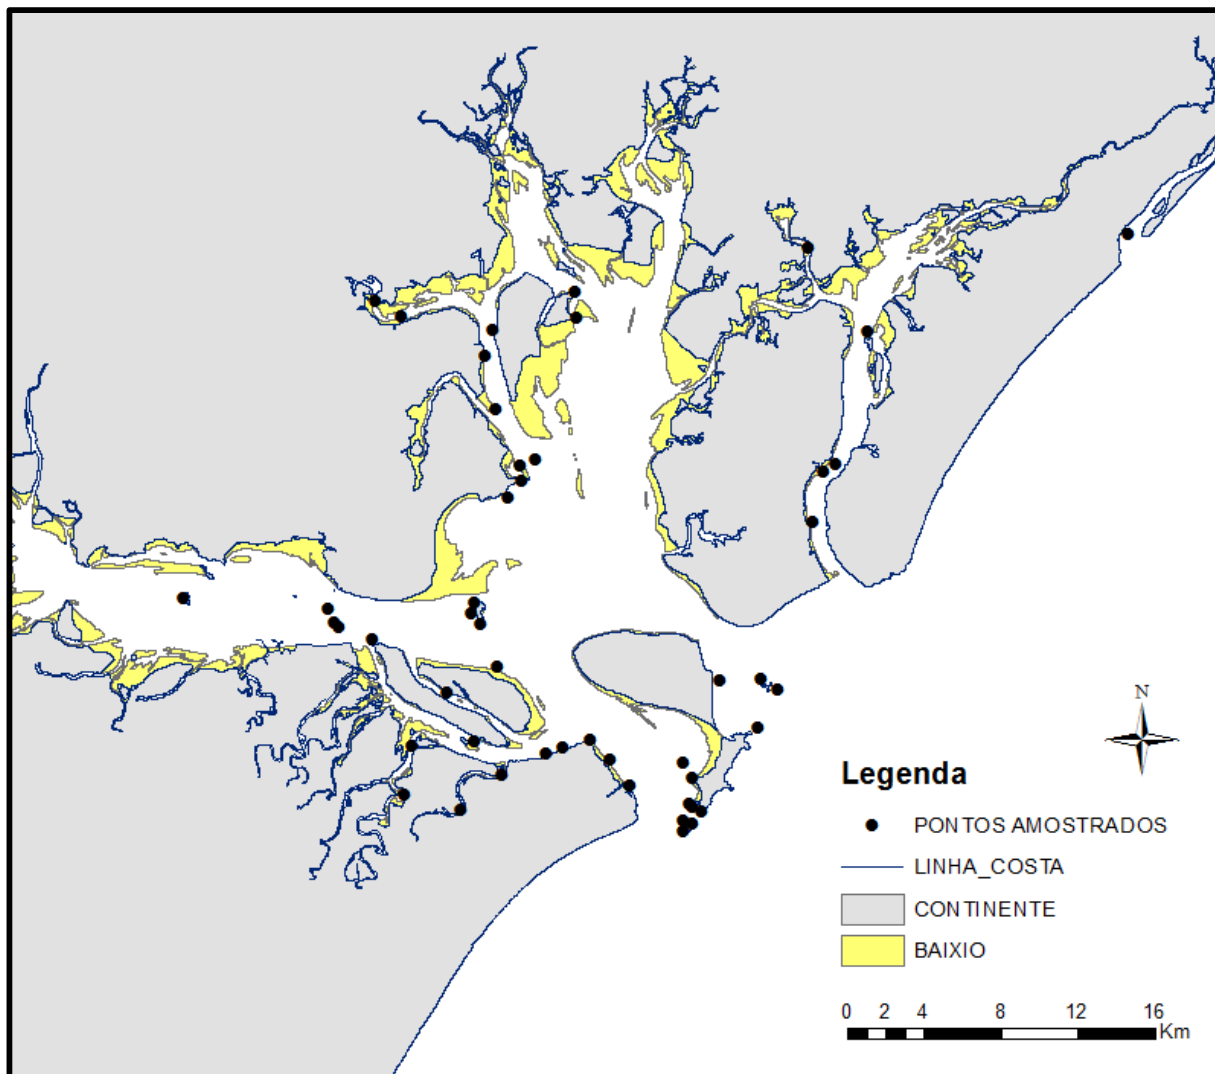 N
Legenda
PONTOS AMOSTRADOS
LINHA_COSTA
CONTINENTE
BAIXIO
0 2 4 8 12 16
Km